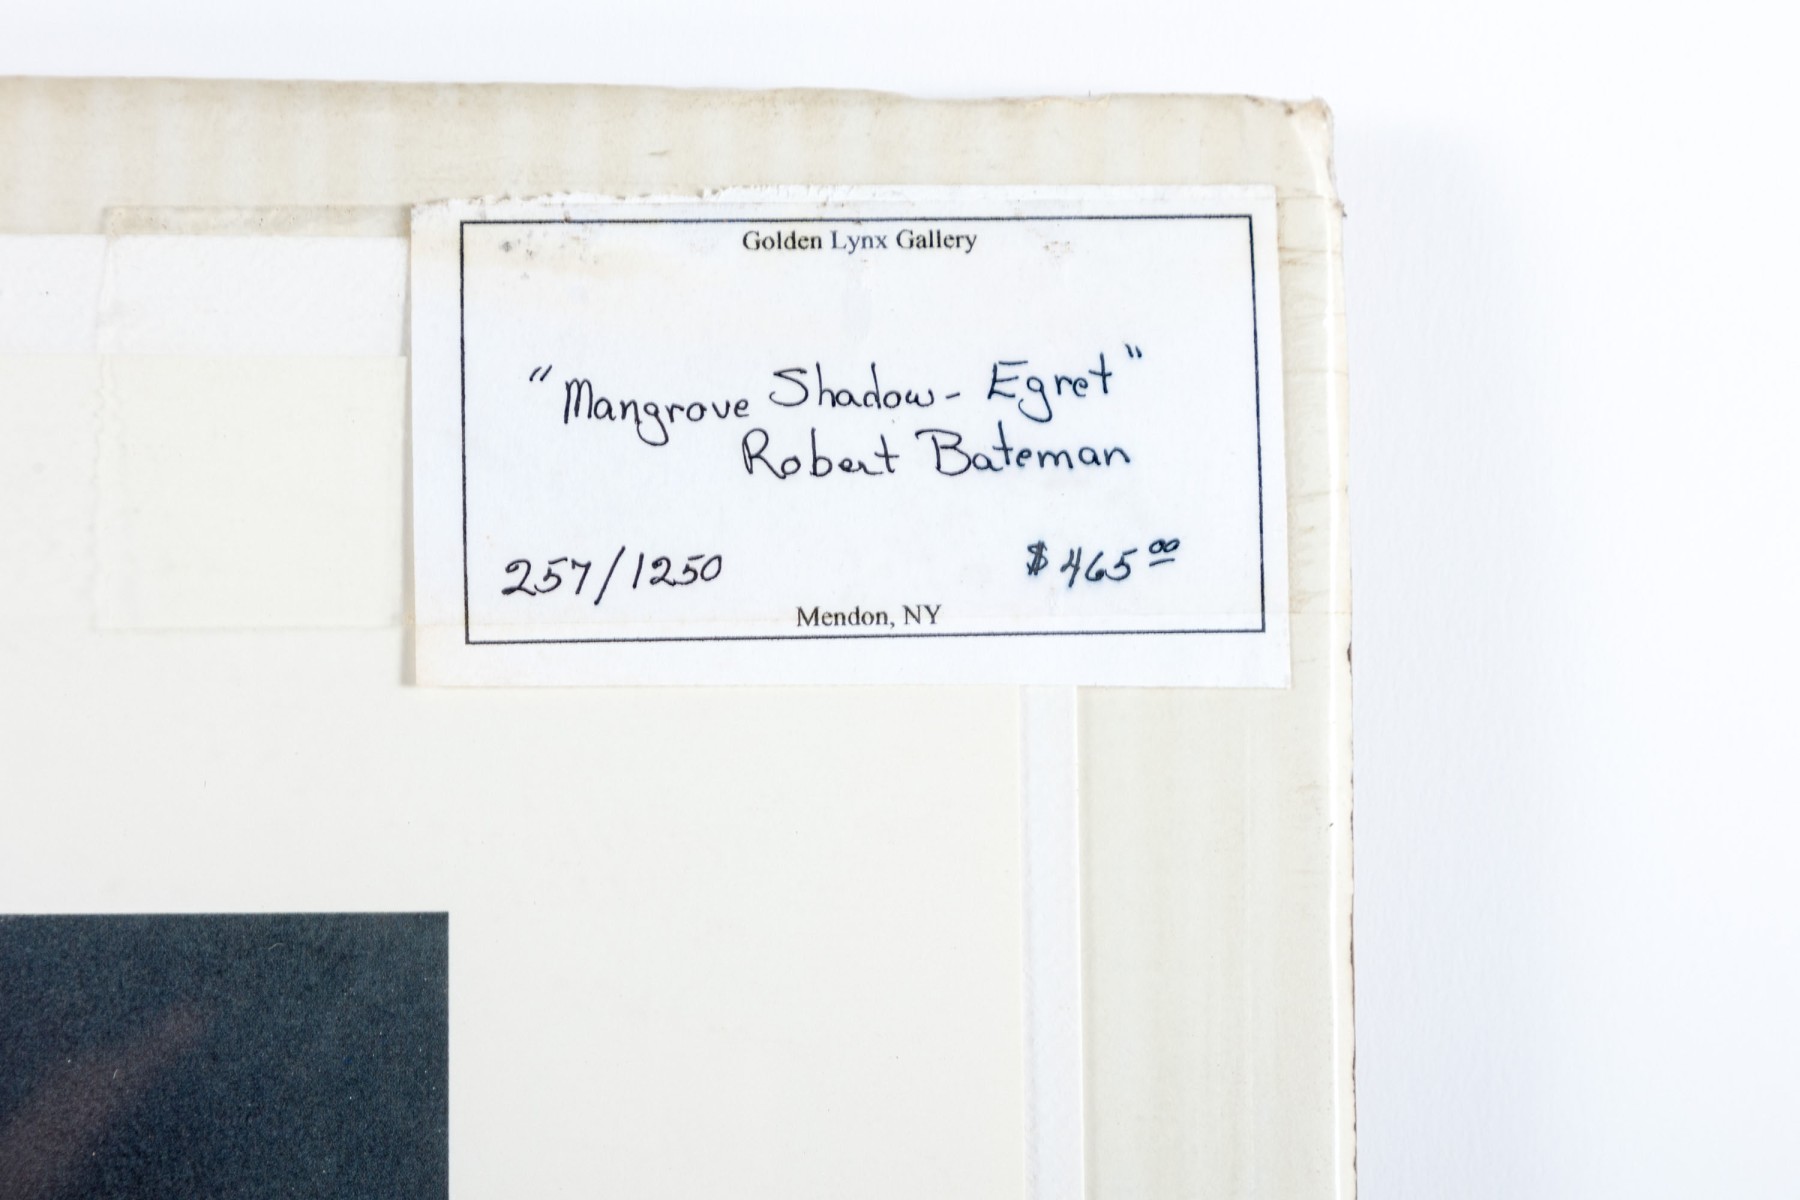 Golden Lynx Gallery
"Mangrove Shadow - Egret"
Robert Bateman
257/1250 $465.00
Mendon, NY